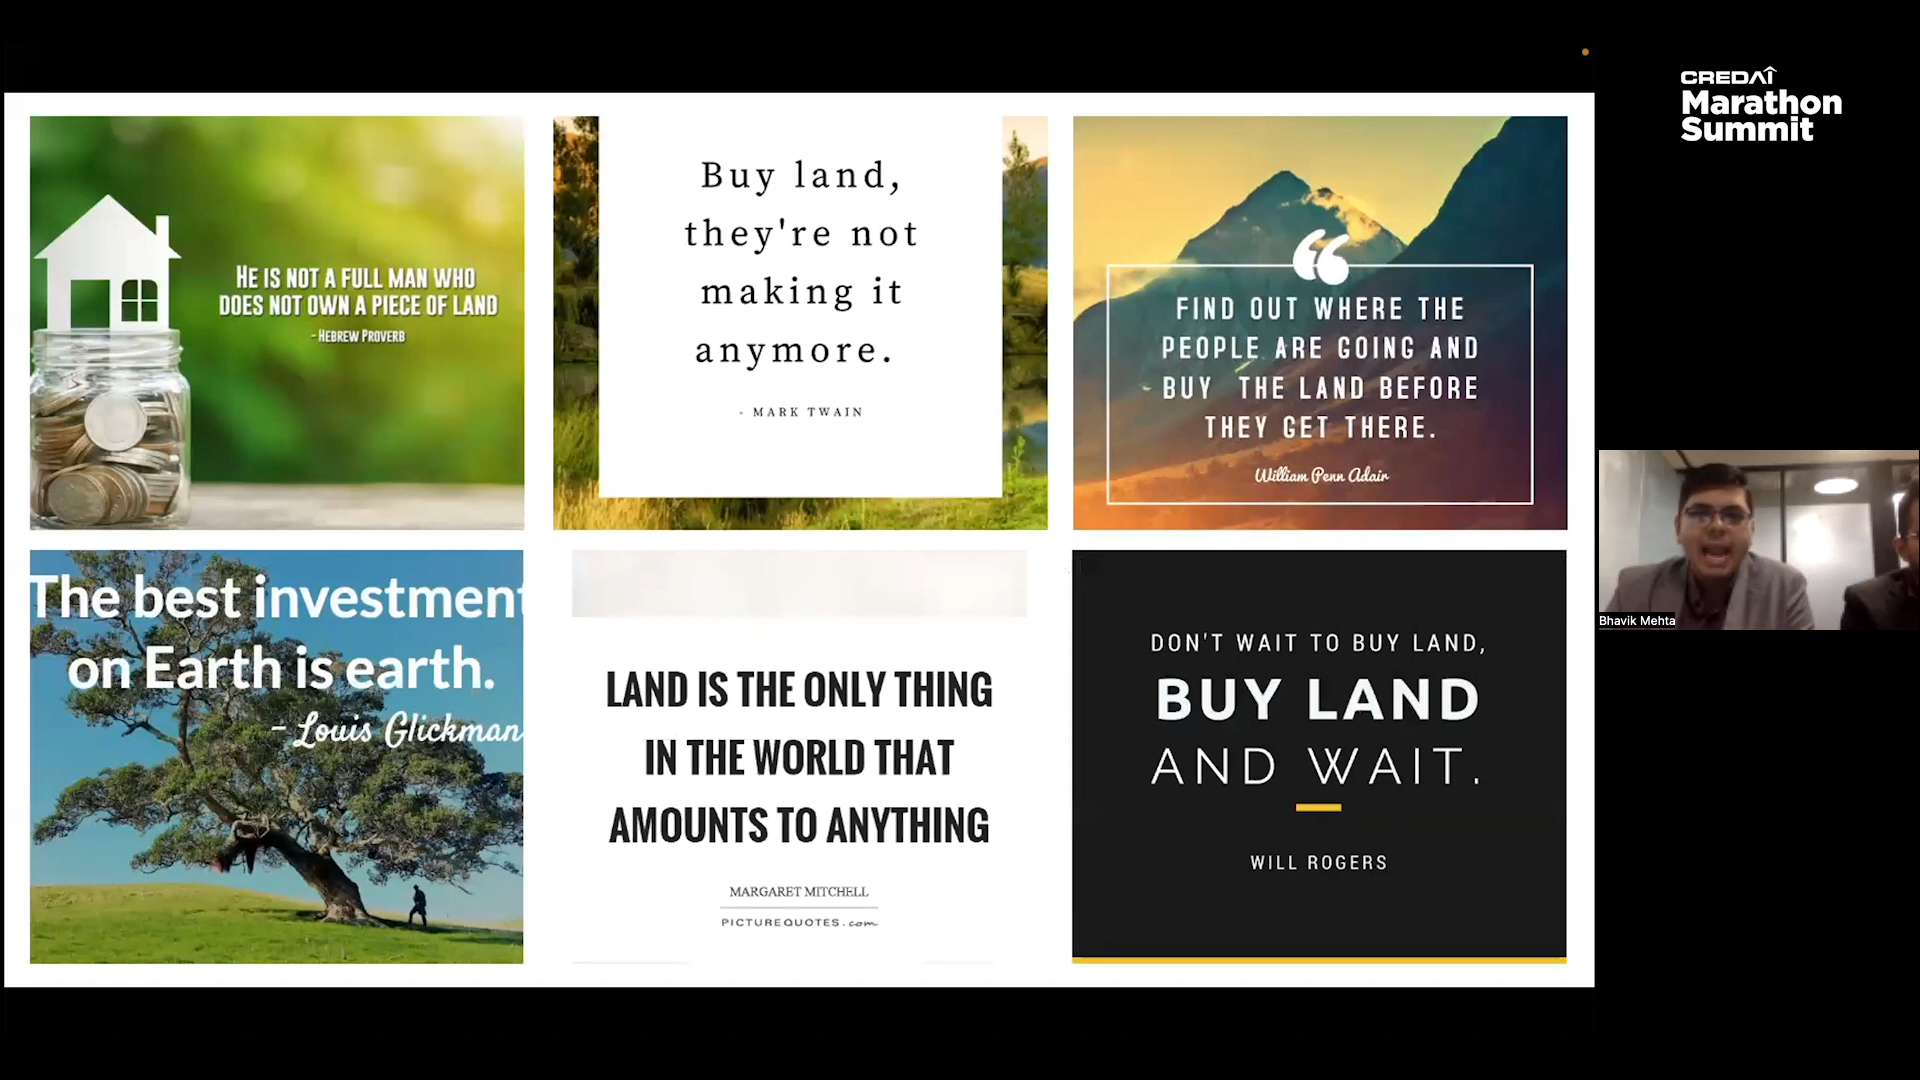 CREDAI
Marathon
Summit
HE IS NOT A FULL MAN WHO
DOES NOT OWN A PIECE OF LAND
- HEBREW PROVERB
Buy land,
they're not
making it
anymore.
- MARK TWAIN
FIND OUT WHERE THE
PEOPLE ARE GOING AND
BUY THE LAND BEFORE
THEY GET THERE.
William Penn Adair
The best investment
on Earth is earth.
- Louis Glickman
LAND IS THE ONLY THING
IN THE WORLD THAT
AMOUNTS TO ANYTHING
MARGARET MITCHELL
PICTUREQUOTES.com
DON'T WAIT TO BUY LAND,
BUY LAND
AND WAIT.
WILL ROGERS
Bhavik Mehta